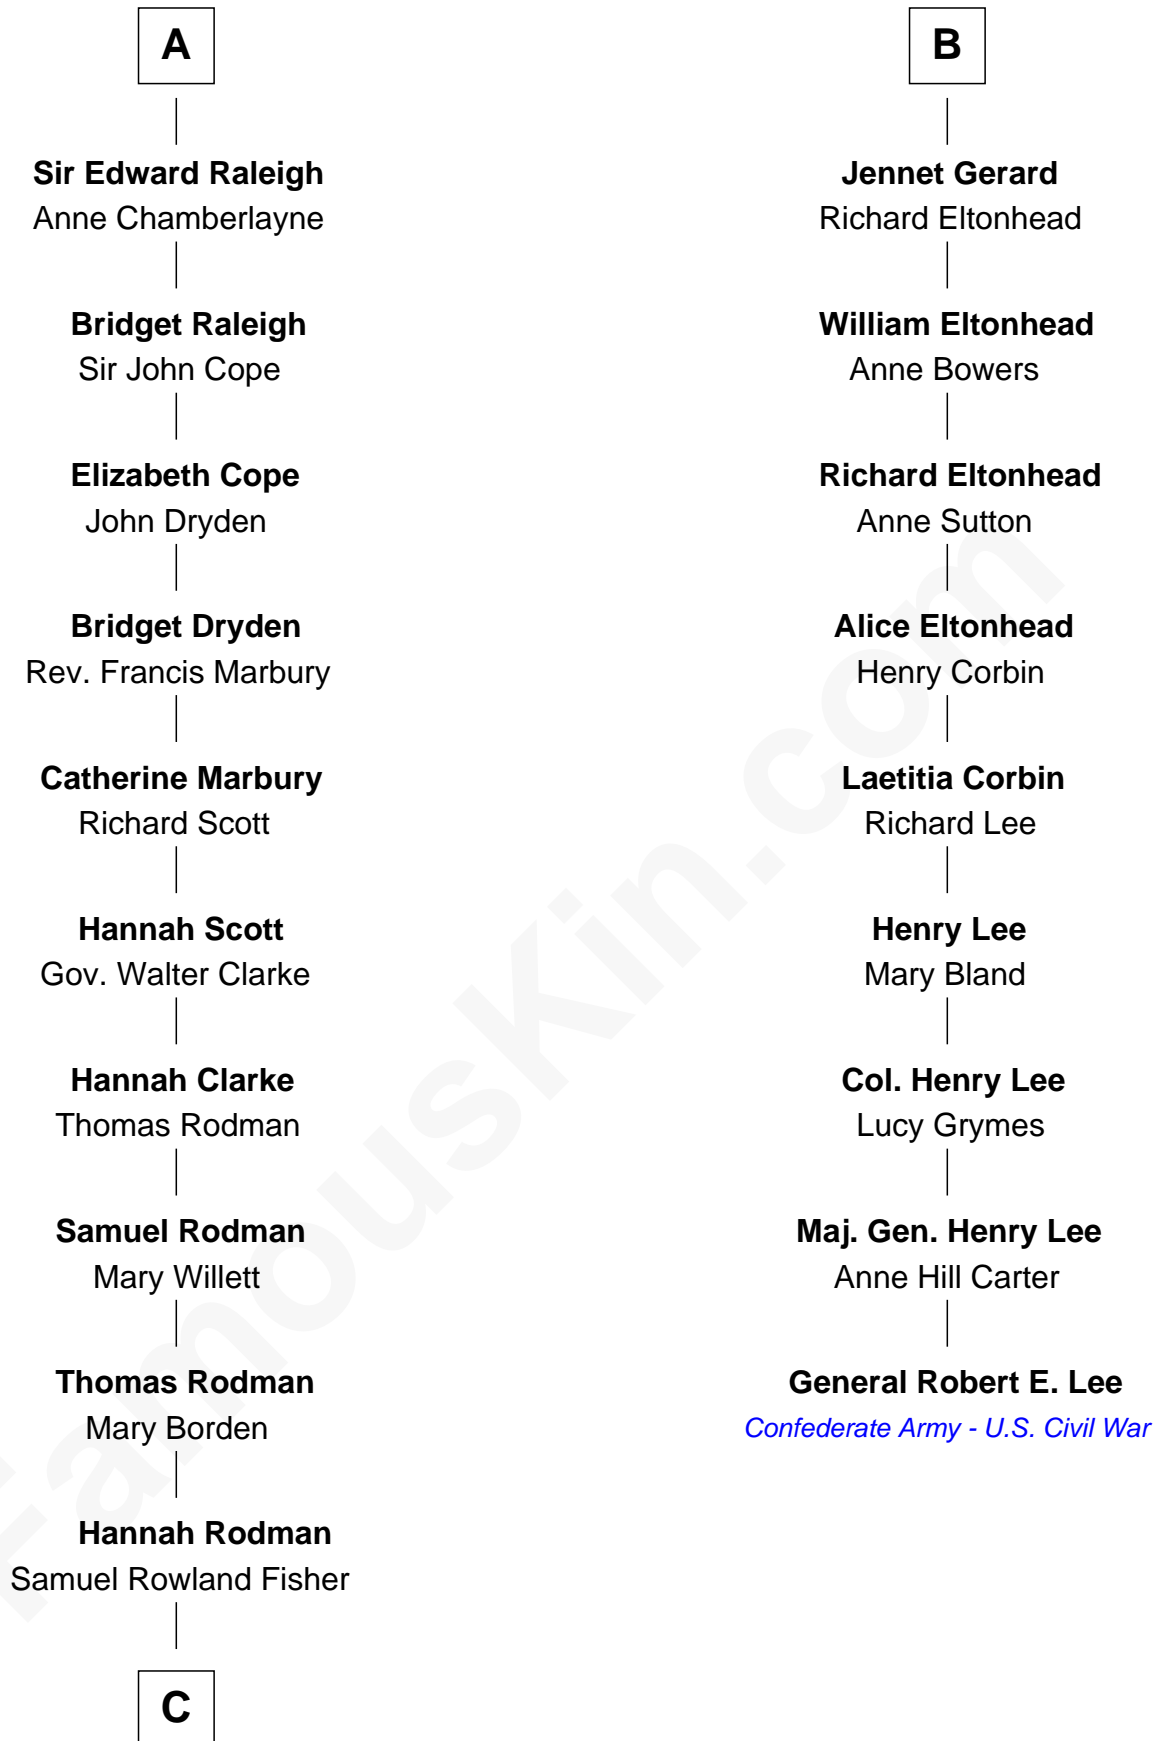 A
Sir Edward Raleigh
Anne Chamberlayne
Bridget Raleigh
Sir John Cope
Elizabeth Cope
John Dryden
Bridget Dryden
Rev. Francis Marbury
Catherine Marbury
Richard Scott
Hannah Scott
Gov. Walter Clarke
Hannah Clarke
Thomas Rodman
Samuel Rodman
Mary Willett
Thomas Rodman
Mary Borden
Hannah Rodman
Samuel Rowland Fisher
C
B
Jennet Gerard
Richard Eltonhead
William Eltonhead
Anne Bowers
Richard Eltonhead
Anne Sutton
Alice Eltonhead
Henry Corbin
Laetitia Corbin
Richard Lee
Henry Lee
Mary Bland
Col. Henry Lee
Lucy Grymes
Maj. Gen. Henry Lee
Anne Hill Carter
General Robert E. Lee
Confederate Army - U.S. Civil War
FamousKin.com